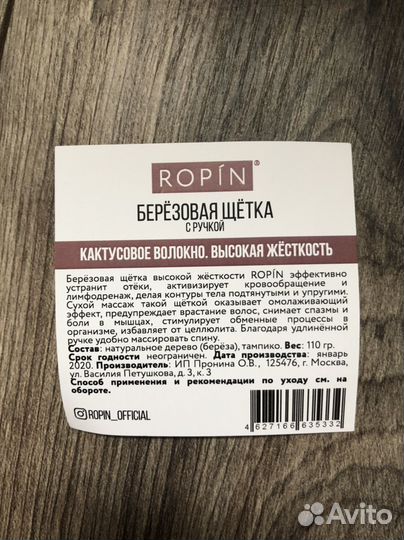 ROPÍN®
БЕРЁЗОВАЯ ЩЁТКА
С РУЧКОЙ
КАКТУСОВОЕ ВОЛОКНО. ВЫСОКАЯ ЖЁСТКОСТЬ
Берёзовая щётка высокой жёсткости ROPÍN эффективно
устранит отёки, активизирует кровообращение и
лимфодренаж, делая контуры тела подтянутыми и упругими.
Сухой массаж такой щёткой оказывает омолаживающий
эффект, предупреждает врастание волос, снимает спазмы и
боли в мышцах, стимулирует обменные процессы в
организме, избавляет от целлюлита. Благодаря удлинённой
ручке удобно массировать спину.
Состав: натуральное дерево (берёза), тампико. Вес: 110 гр.
Срок годности неограничен. Дата производства: январь
2020. Производитель: ИП Пронина О.В., 125476, г. Москва,
ул. Василия Петушкова, д. 3, к. 3
Способ применения и рекомендации по уходу см. на
обороте.
ROPIN_OFFICIAL
4 627166 635332
Avito